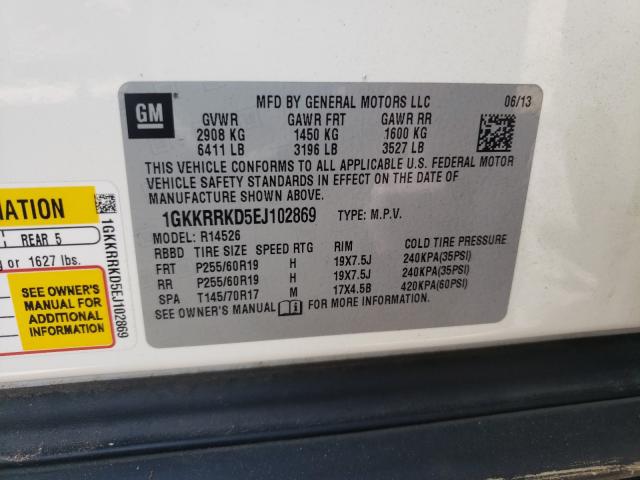 GM
MFD BY GENERAL MOTORS LLC 06/13
GVWR GAWR FRT GAWR RR
2908 KG 1450 KG 1600 KG
6411 LB 3196 LB 3527 LB
THIS VEHICLE CONFORMS TO ALL APPLICABLE U.S. FEDERAL MOTOR
VEHICLE SAFETY STANDARDS IN EFFECT ON THE DATE OF
MANUFACTURE SHOWN ABOVE.
1GKKRRKD5EJ102869 TYPE: M.P.V.
MODEL: R14526
RBBD TIRE SIZE SPEED RTG RIM COLD TIRE PRESSURE
FRT P255/60R19 H 19X7.5J 240KPA(35PSI)
RR P255/60R19 H 19X7.5J 240KPA(35PSI)
SPA T145/70R17 M 17X4.5B 420KPA(60PSI)
SEE OWNER'S MANUAL
REAR 5
or 1627 lbs.
SEE OWNER'S
MANUAL FOR
ADDITIONAL
INFORMATION
1GKKRRKD5EJ102869